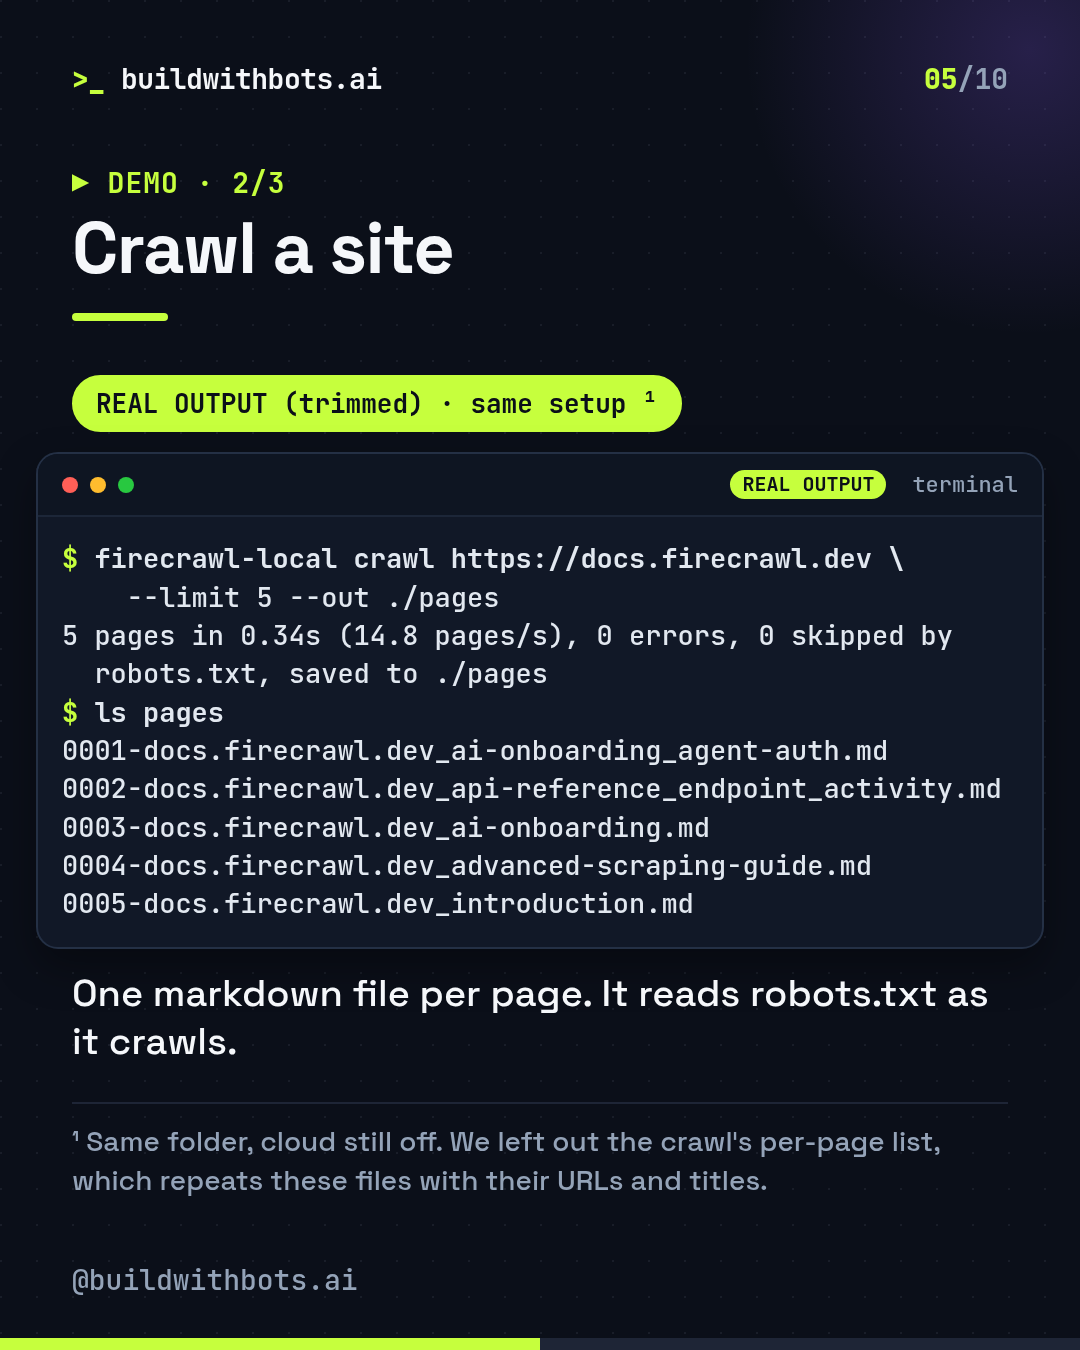 >_ buildwithbots.ai
05/10
▶ DEMO · 2/3
Crawl a site
REAL OUTPUT (trimmed) · same setup ¹
REAL OUTPUT terminal
$ firecrawl-local crawl https://docs.firecrawl.dev \
    --limit 5 --out ./pages
5 pages in 0.34s (14.8 pages/s), 0 errors, 0 skipped by
  robots.txt, saved to ./pages
$ ls pages
0001-docs.firecrawl.dev_ai-onboarding_agent-auth.md
0002-docs.firecrawl.dev_api-reference_endpoint_activity.md
0003-docs.firecrawl.dev_ai-onboarding.md
0004-docs.firecrawl.dev_advanced-scraping-guide.md
0005-docs.firecrawl.dev_introduction.md
One markdown file per page. It reads robots.txt as
it crawls.
¹ Same folder, cloud still off. We left out the crawl's per-page list,
which repeats these files with their URLs and titles.
@buildwithbots.ai